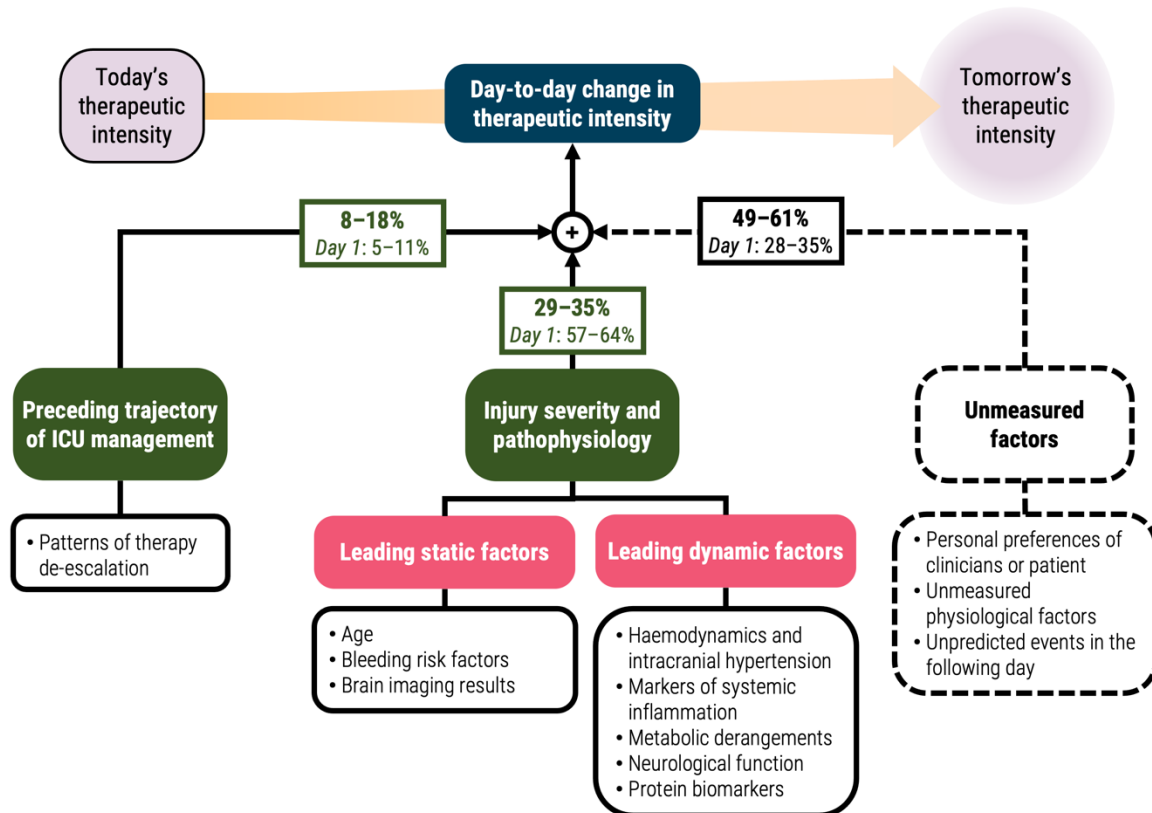 Today's
therapeutic
intensity
Day-to-day change in
therapeutic intensity
Tomorrow's
therapeutic
intensity
8–18%
Day 1: 5–11%
+
49–61%
Day 1: 28–35%
29–35%
Day 1: 57–64%
Preceding trajectory
of ICU management
Injury severity and
pathophysiology
Unmeasured
factors
• Patterns of therapy
de-escalation
Leading static factors
Leading dynamic factors
• Age
• Bleeding risk factors
• Brain imaging results
• Haemodynamics and
intracranial hypertension
• Markers of systemic
inflammation
• Metabolic derangements
• Neurological function
• Protein biomarkers
• Personal preferences of
clinicians or patient
• Unmeasured
physiological factors
• Unpredicted events in the
following day